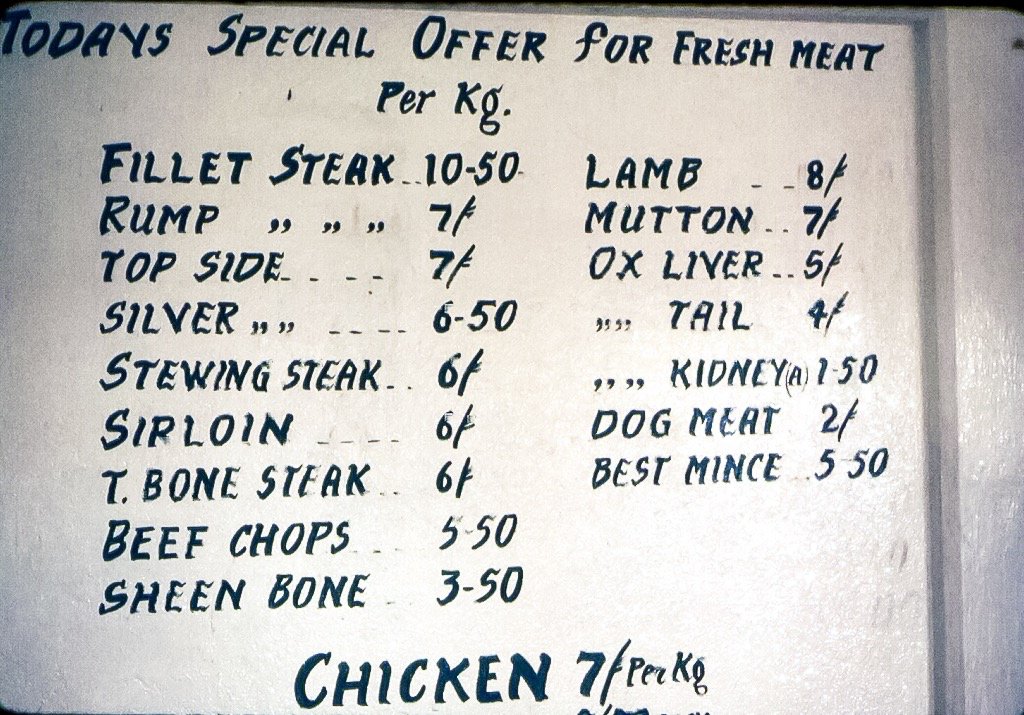 TODAYS SPECIAL OFFER FOR FRESH MEAT
Per Kg.
FILLET STEAK..10-50
RUMP ,, ,, ,, 7/
TOP SIDE.. - -- 7/
SILVER ,, ,, ---- 6-50
STEWING STEAK.. 6/
SIRLOIN ---- 6/
T. BONE STEAK.. 6/
BEEF CHOPS 5-50
SHEEN BONE 3-50
LAMB -- 8/
MUTTON.. 7/
OX LIVER.. 5/
,, ,, TAIL 4/
,, ,, KIDNEY(A) 1-50
DOG MEAT 2/
BEST MINCE 5 50
CHICKEN 7/ Per Kg